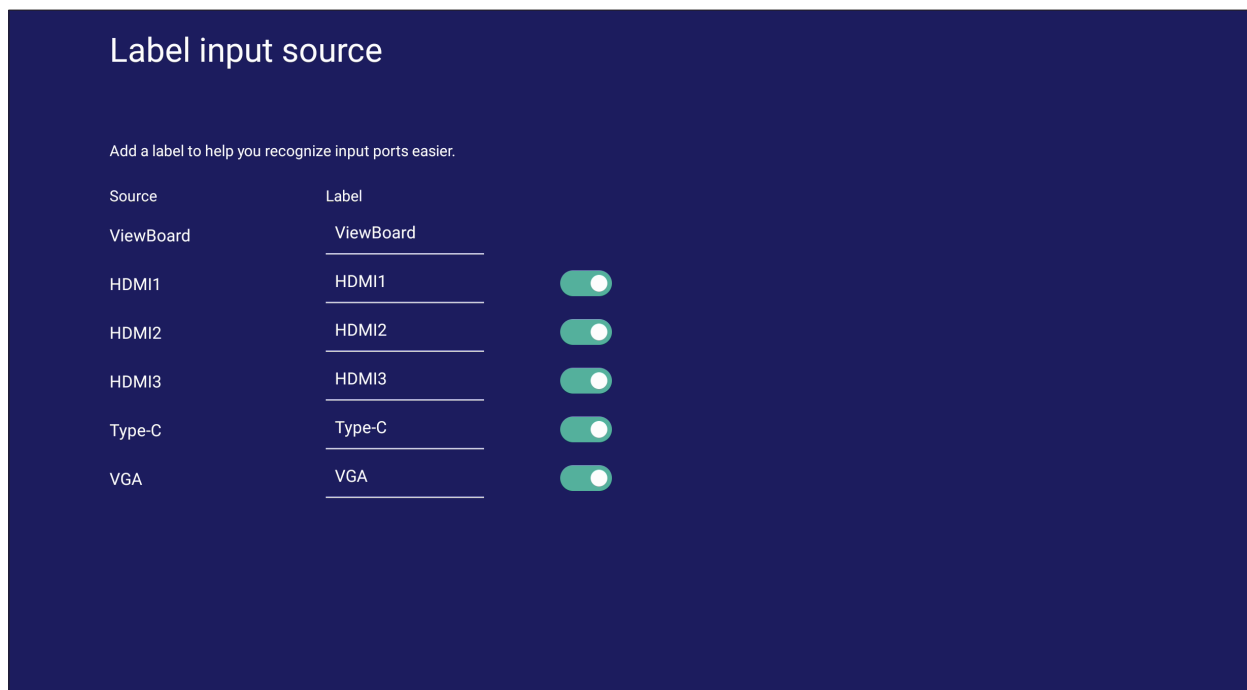 Label input source
Add a label to help you recognize input ports easier.
Source Label
ViewBoard ViewBoard
HDMI1 HDMI1
HDMI2 HDMI2
HDMI3 HDMI3
Type-C Type-C
VGA VGA